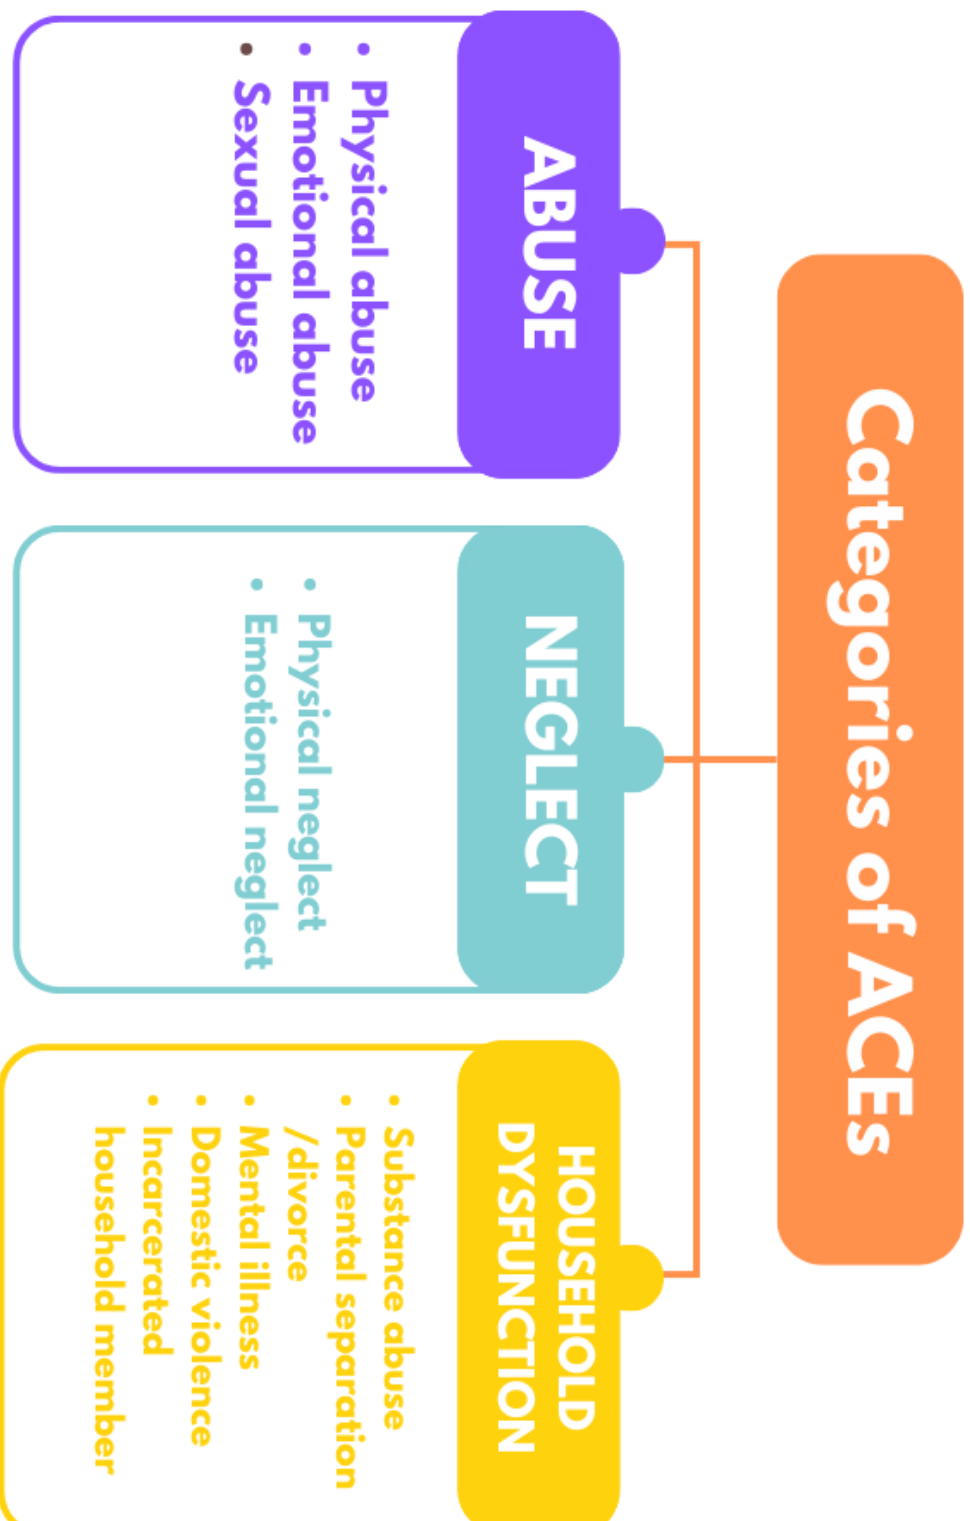 Categories of ACEs
ABUSE
• Physical abuse
• Emotional abuse
• Sexual abuse
NEGLECT
• Physical neglect
• Emotional neglect
HOUSEHOLD
DYSFUNCTION
• Substance abuse
• Parental separation
/divorce
• Mental illness
• Domestic violence
• Incarcerated
household member